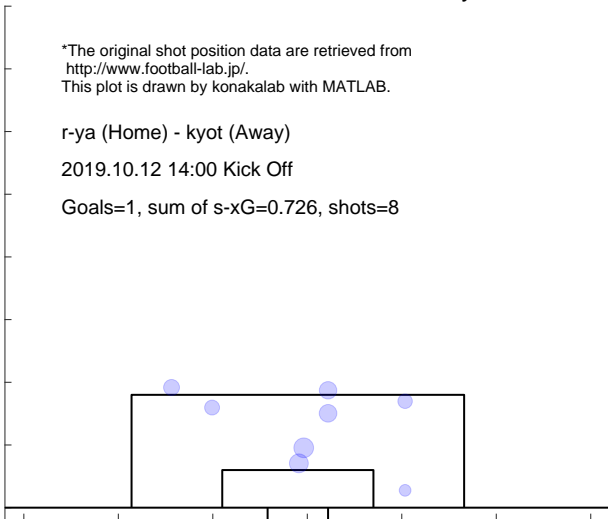 *The original shot position data are retrieved from
http://www.football-lab.jp/.
This plot is drawn by konakalab with MATLAB.
r-ya (Home) - kyot (Away)
2019.10.12 14:00 Kick Off
Goals=1, sum of s-xG=0.726, shots=8